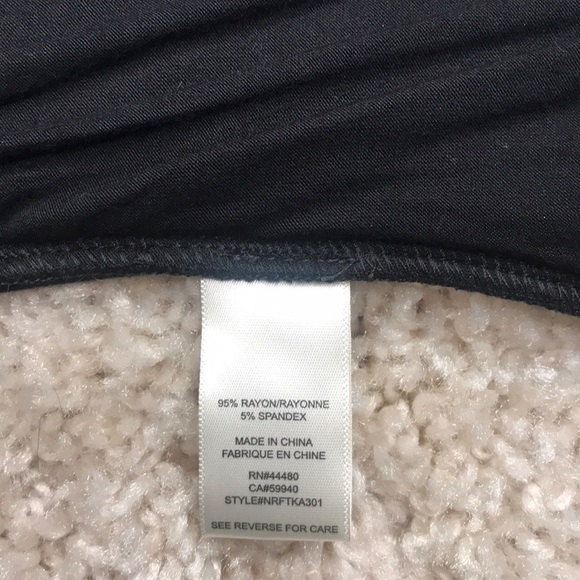 95% RAYON/RAYONNE
5% SPANDEX
MADE IN CHINA
FABRIQUE EN CHINE
RN#44480
CA#59940
STYLE#NRFTKA301
SEE REVERSE FOR CARE